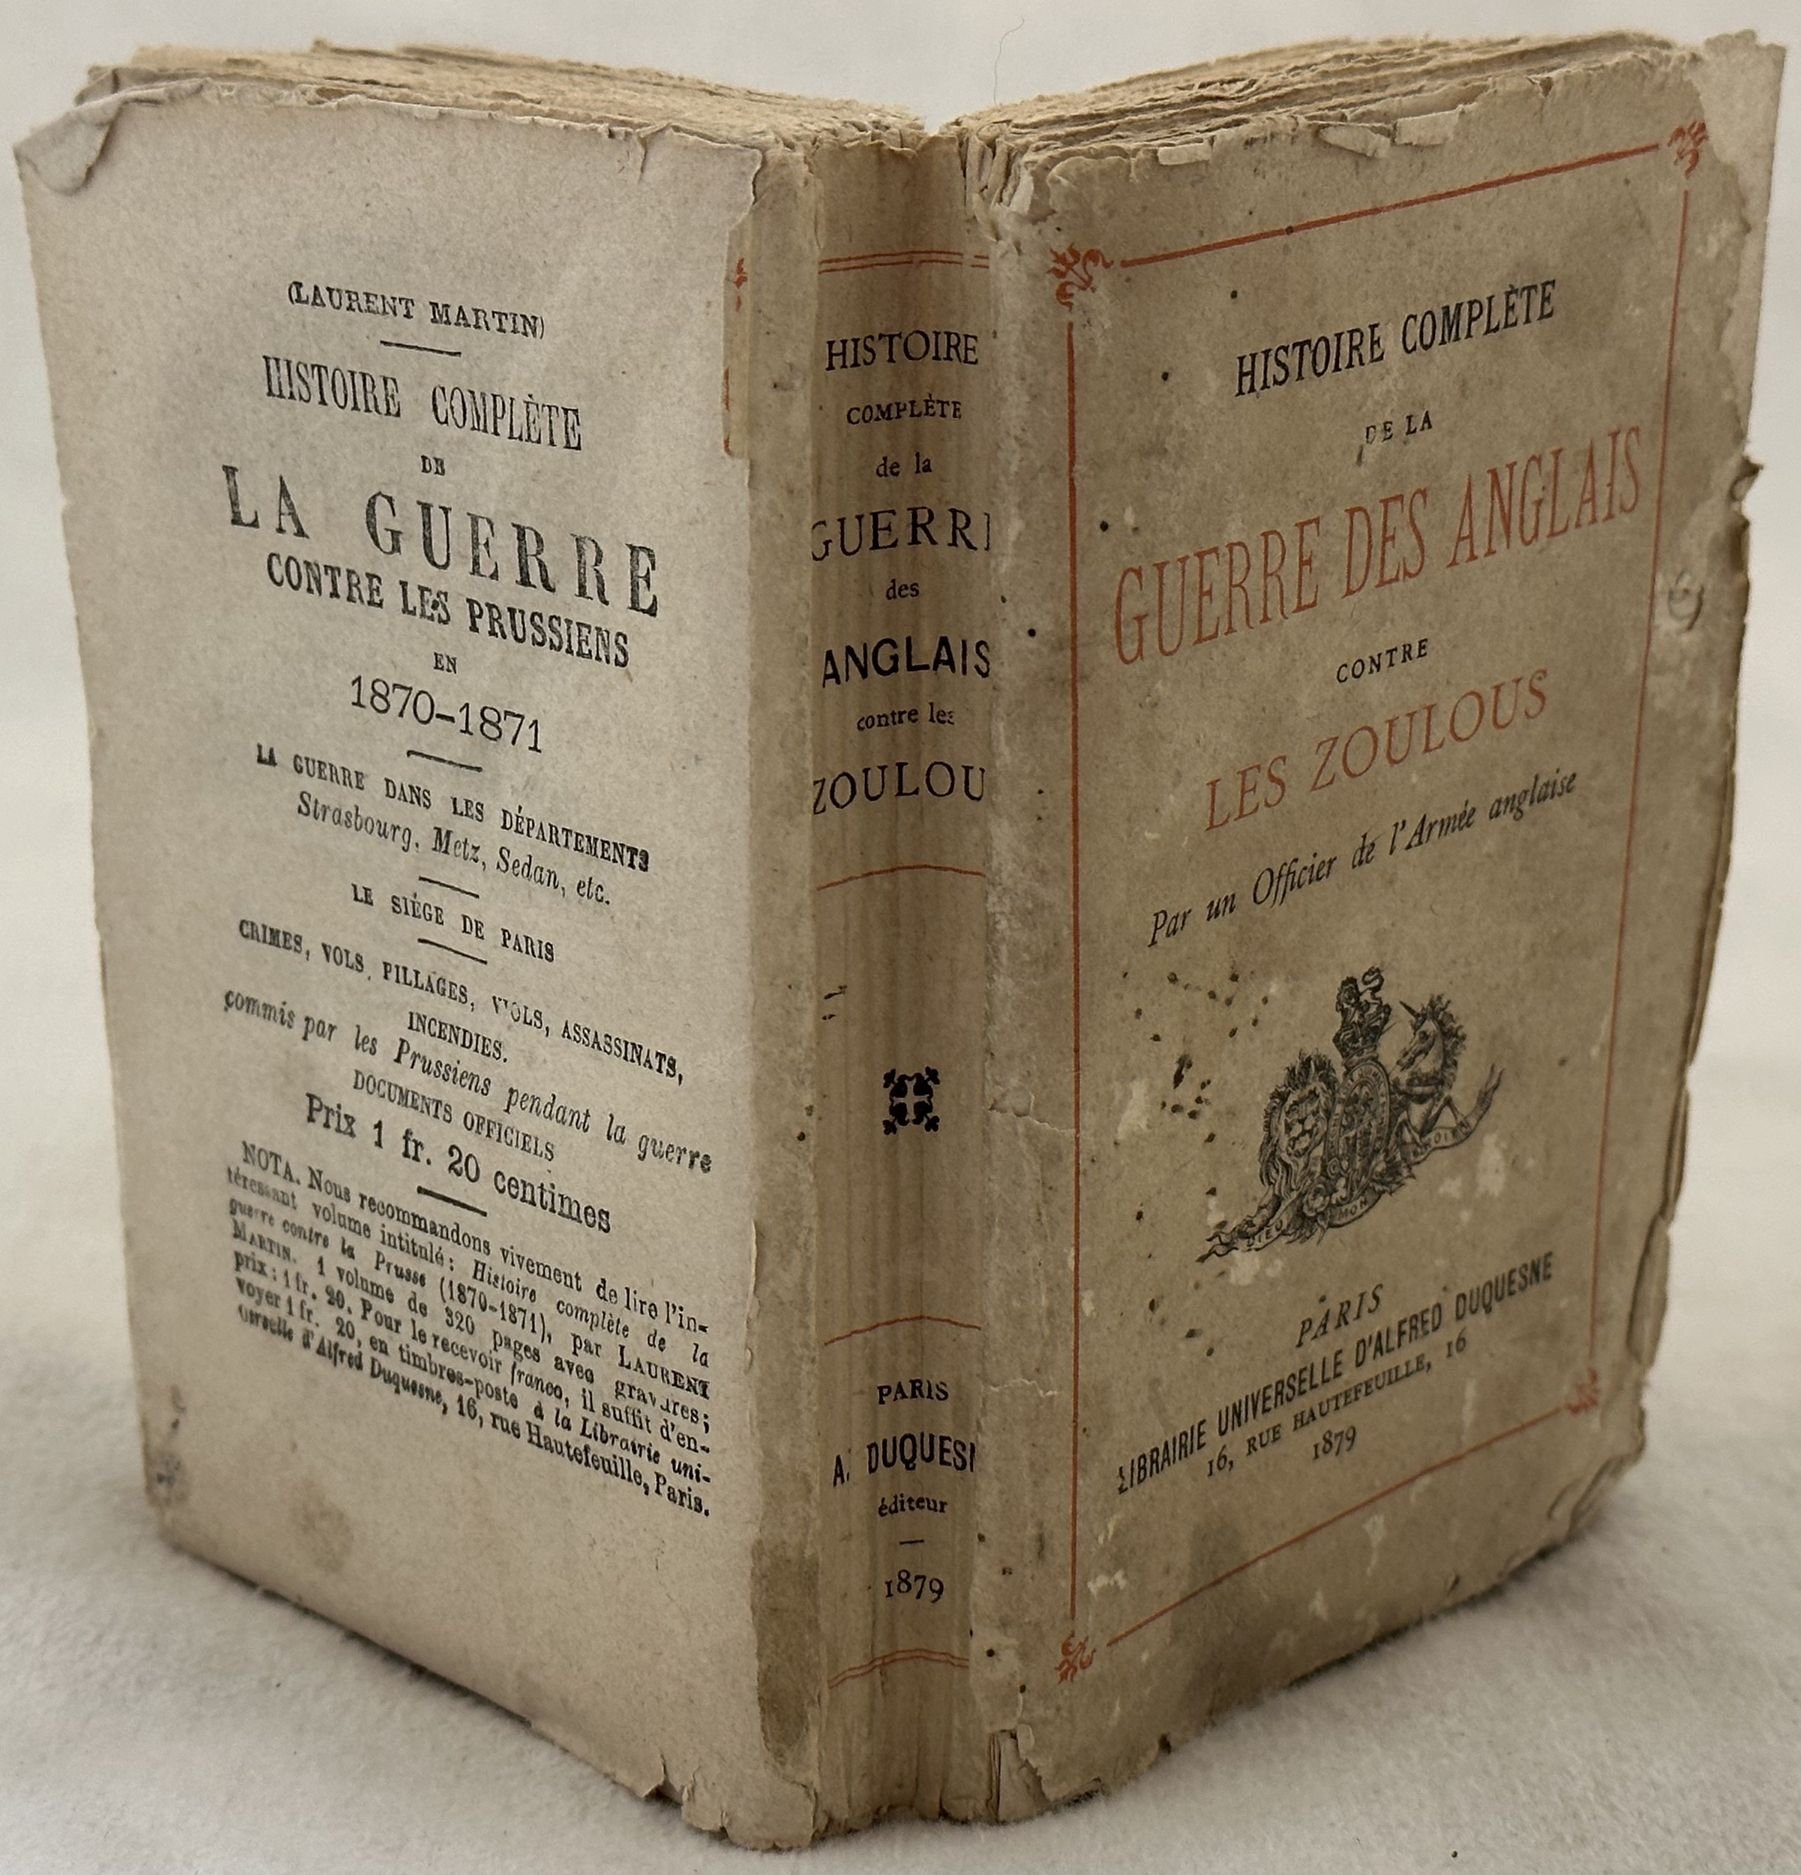 (LAURENT MARTIN)
HISTOIRE COMPLÈTE
DE
LA GUERRE
CONTRE LES PRUSSIENS
EN
1870-1871
LA GUERRE DANS LES DÉPARTEMENTS
Strasbourg, Metz, Sedan, etc.
LE SIÉGE DE PARIS
CRIMES, VOLS, PILLAGES, VIOLS, ASSASSINATS,
INCENDIES.
commis par les Prussiens pendant la guerre
DOCUMENTS OFFICIELS
Prix 1 fr. 20 centimes
NOTA. Nous recommandons vivement de lire l'in-
téressant volume intitulé : Histoire complète de la
guerre contre la Prusse (1870-1871), par LAURENT
MARTIN. 1 volume de 320 pages avec gravures;
prix : 1 fr. 20. Pour le recevoir franco, il suffit d'en-
voyer 1 fr. 20, en timbres-poste à la Librairie uni-
verselle d'Alfred Duquesne, 16, rue Hautefeuille, Paris.
HISTOIRE
COMPLÈTE
de la
GUERRE
des
ANGLAIS
contre les
ZOULOU
PARIS
A. DUQUESN
éditeur
1879
HISTOIRE COMPLÈTE
DE LA
GUERRE DES ANGLAIS
CONTRE
LES ZOULOUS
Par un Officier de l'Armée anglaise
DIEU ET MON DROIT
PARIS
LIBRAIRIE UNIVERSELLE D'ALFRED DUQUESNE
16, RUE HAUTEFEUILLE, 16
1879